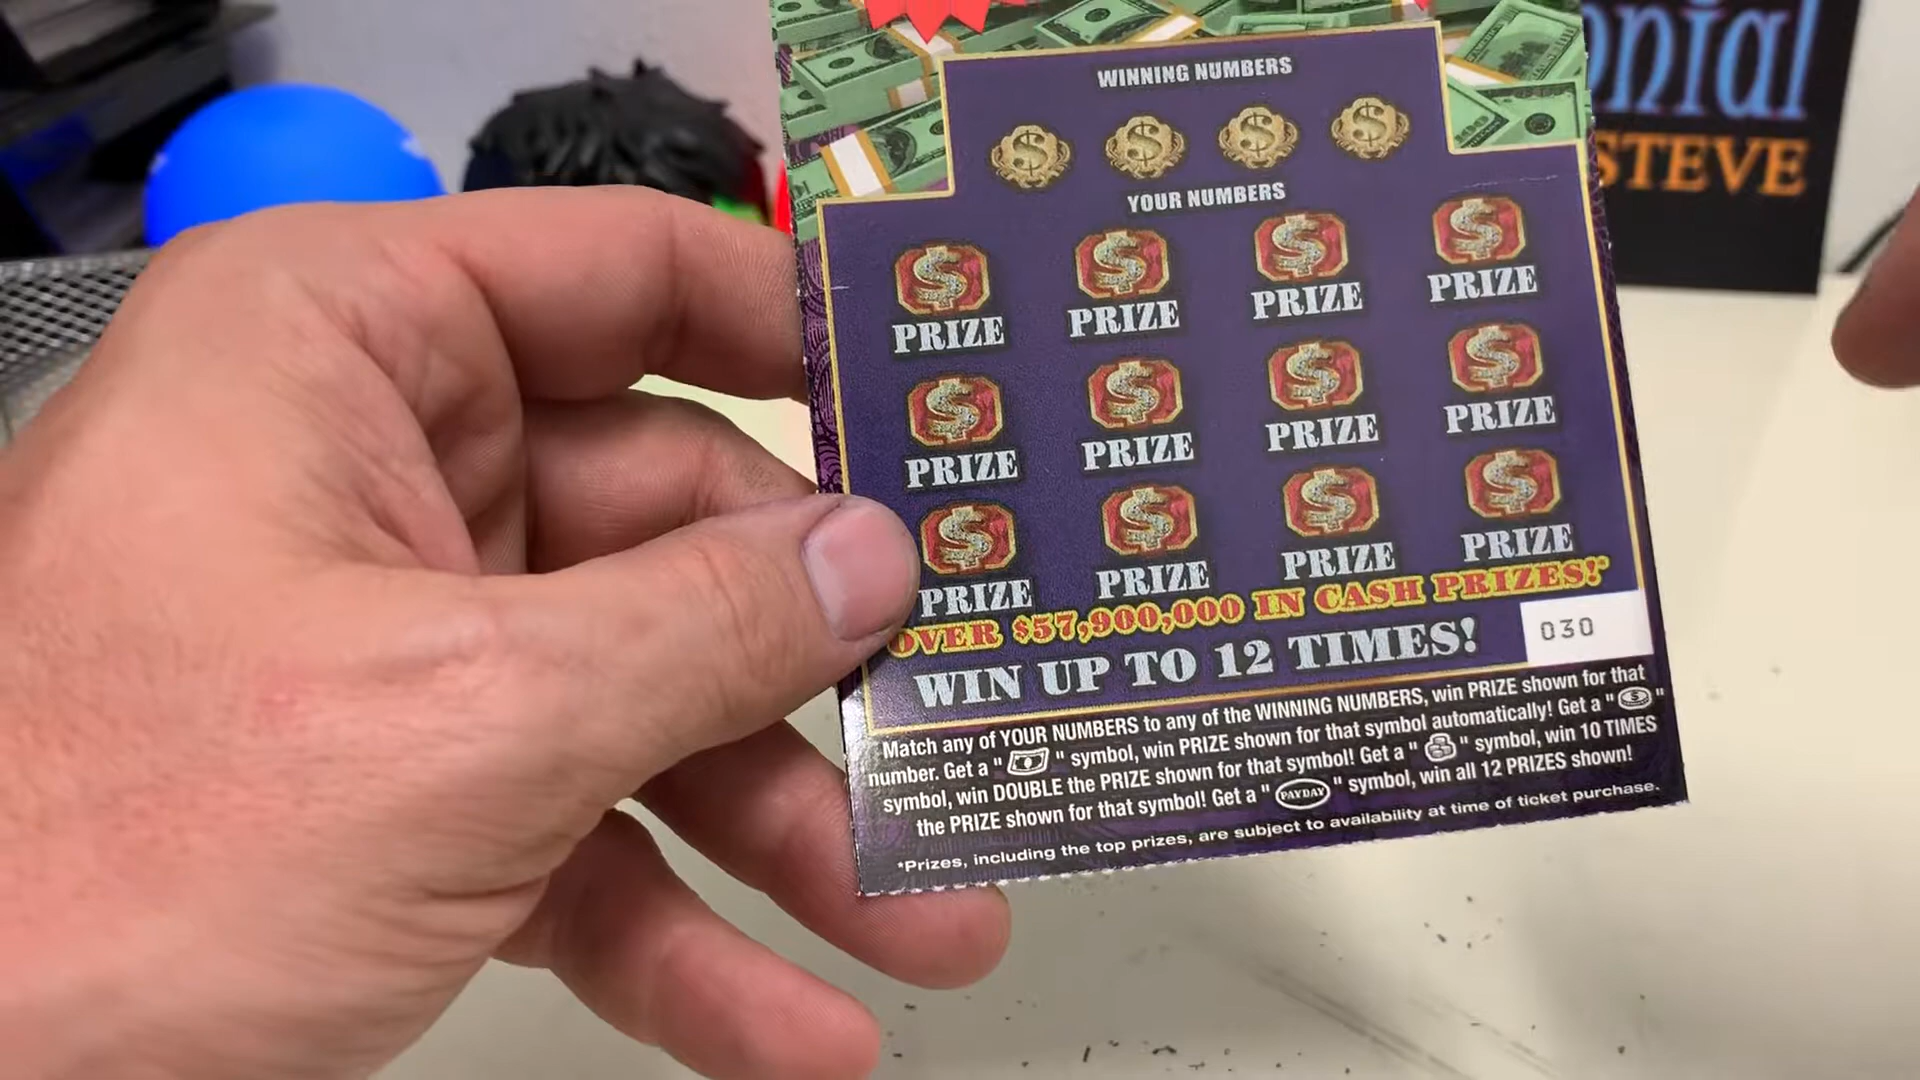 nial
STEVE
WINNING NUMBERS
YOUR NUMBERS
PRIZE PRIZE PRIZE PRIZE
PRIZE PRIZE PRIZE PRIZE
PRIZE PRIZE PRIZE PRIZE
OVER $57,900,000 IN CASH PRIZES!*
WIN UP TO 12 TIMES!
030
Match any of YOUR NUMBERS to any of the WINNING NUMBERS, win PRIZE shown for that
number. Get a " " symbol, win PRIZE shown for that symbol automatically! Get a " "
symbol, win DOUBLE the PRIZE shown for that symbol! Get a " " symbol, win 10 TIMES
the PRIZE shown for that symbol! Get a "PAYDAY" symbol, win all 12 PRIZES shown!
*Prizes, including the top prizes, are subject to availability at time of ticket purchase.